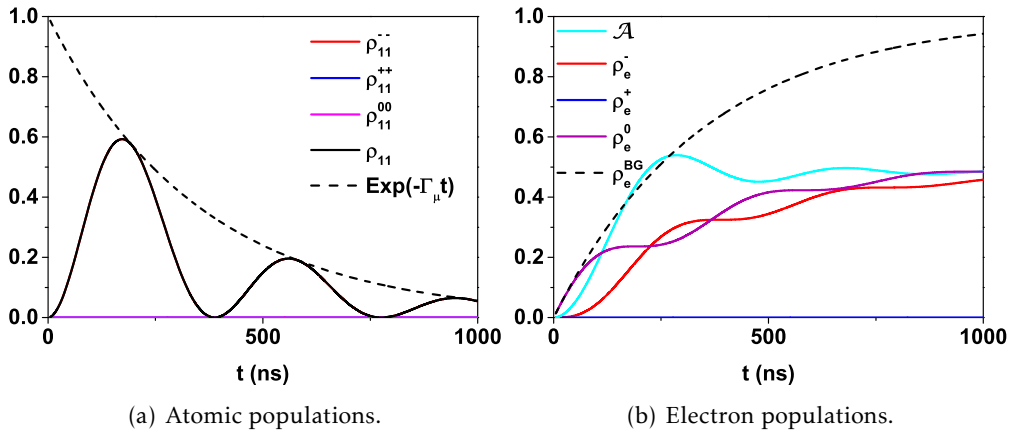 1.0
0.8
0.6
0.4
0.2
0.0
0
500
1000
t (ns)
ρ₁₁⁻⁻
ρ₁₁⁺⁺
ρ₁₁⁰⁰
ρ₁₁
Exp(-Γ_μt)
(a) Atomic populations.
1.0
0.8
0.6
0.4
0.2
0.0
0
500
1000
t (ns)
𝒜
ρₑ⁻
ρₑ⁺
ρₑ⁰
ρₑᴮᴳ
(b) Electron populations.